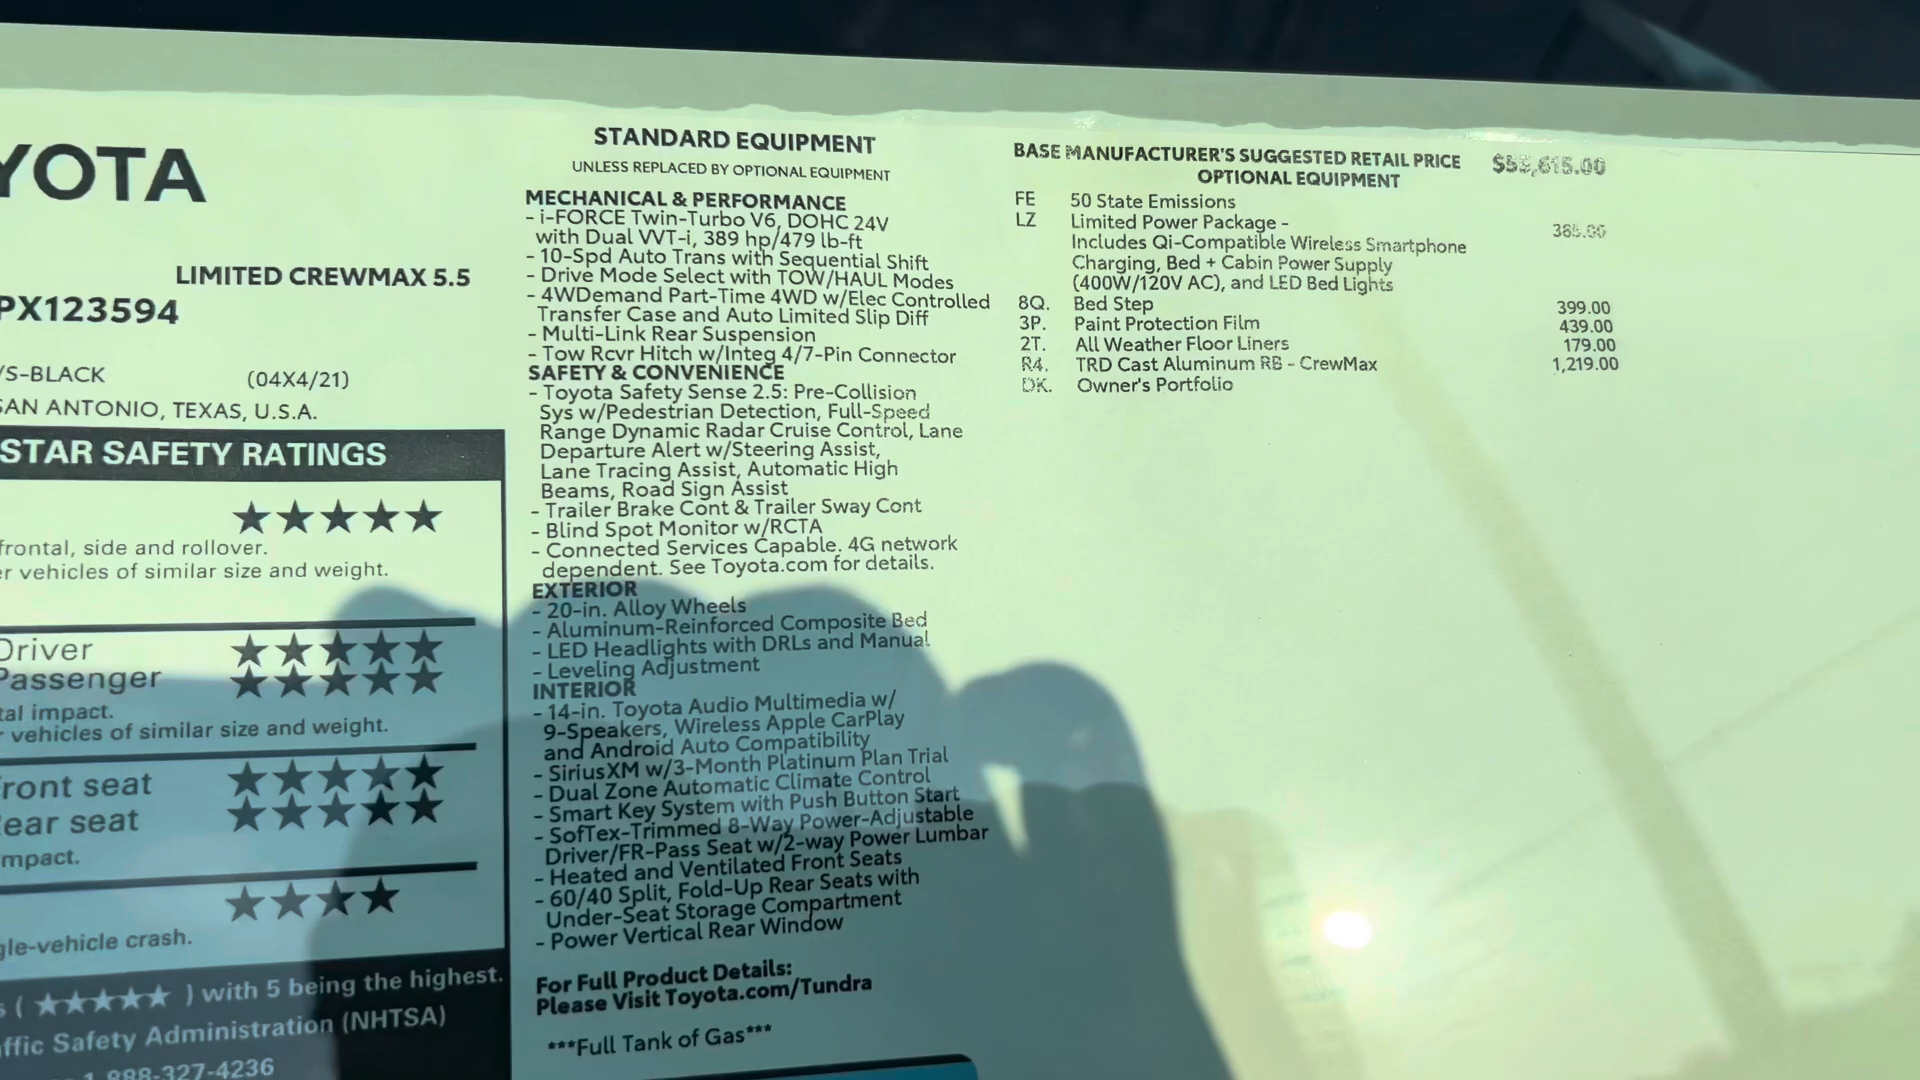 YOTA
LIMITED CREWMAX 5.5
PX123594
/S-BLACK (04X4/21)
SAN ANTONIO, TEXAS, U.S.A.
STAR SAFETY RATINGS
★★★★★
frontal, side and rollover.
er vehicles of similar size and weight.
Driver ★★★★★
Passenger ★★★★★
tal impact.
r vehicles of similar size and weight.
Front seat ★★★★★
Rear seat ★★★★★
mpact.
★★★★
gle-vehicle crash.
s ( ★★★★★ ) with 5 being the highest.
affic Safety Administration (NHTSA)
1-888-327-4236
STANDARD EQUIPMENT
UNLESS REPLACED BY OPTIONAL EQUIPMENT
MECHANICAL & PERFORMANCE
- i-FORCE Twin-Turbo V6, DOHC 24V
with Dual VVT-i, 389 hp/479 lb-ft
- 10-Spd Auto Trans with Sequential Shift
- Drive Mode Select with TOW/HAUL Modes
- 4WDemand Part-Time 4WD w/Elec Controlled
Transfer Case and Auto Limited Slip Diff
- Multi-Link Rear Suspension
- Tow Rcvr Hitch w/Integ 4/7-Pin Connector
SAFETY & CONVENIENCE
- Toyota Safety Sense 2.5: Pre-Collision
Sys w/Pedestrian Detection, Full-Speed
Range Dynamic Radar Cruise Control, Lane
Departure Alert w/Steering Assist,
Lane Tracing Assist, Automatic High
Beams, Road Sign Assist
- Trailer Brake Cont & Trailer Sway Cont
- Blind Spot Monitor w/RCTA
- Connected Services Capable. 4G network
dependent. See Toyota.com for details.
EXTERIOR
- 20-in. Alloy Wheels
- Aluminum-Reinforced Composite Bed
- LED Headlights with DRLs and Manual
- Leveling Adjustment
INTERIOR
- 14-in. Toyota Audio Multimedia w/
9-Speakers, Wireless Apple CarPlay
and Android Auto Compatibility
- SiriusXM w/3-Month Platinum Plan Trial
- Dual Zone Automatic Climate Control
- Smart Key System with Push Button Start
- SofTex-Trimmed 8-Way Power-Adjustable
Driver/FR-Pass Seat w/2-way Power Lumbar
- Heated and Ventilated Front Seats
- 60/40 Split, Fold-Up Rear Seats with
Under-Seat Storage Compartment
- Power Vertical Rear Window
For Full Product Details:
Please Visit Toyota.com/Tundra
***Full Tank of Gas***
BASE MANUFACTURER'S SUGGESTED RETAIL PRICE
OPTIONAL EQUIPMENT
FE 50 State Emissions
LZ Limited Power Package - 385.00
Includes Qi-Compatible Wireless Smartphone
Charging, Bed + Cabin Power Supply
(400W/120V AC), and LED Bed Lights
8Q. Bed Step 399.00
3P. Paint Protection Film 439.00
2T. All Weather Floor Liners 179.00
R4. TRD Cast Aluminum RB - CrewMax 1,219.00
DK. Owner's Portfolio